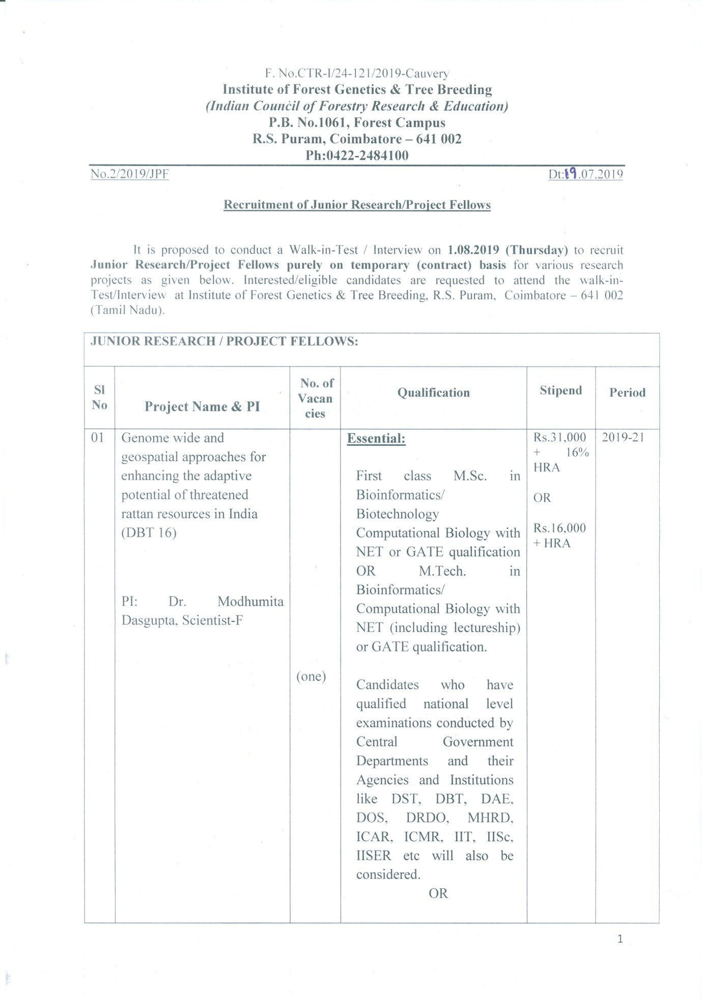 F. No.CTR-I/24-121/2019-Cauvery
Institute of Forest Genetics & Tree Breeding
(Indian Council of Forestry Research & Education)
P.B. No.1061, Forest Campus
R.S. Puram, Coimbatore – 641 002
Ph:0422-2484100
No.2/2019/JPF Dt:19.07.2019
Recruitment of Junior Research/Project Fellows
It is proposed to conduct a Walk-in-Test / Interview on 1.08.2019 (Thursday) to recruit
Junior Research/Project Fellows purely on temporary (contract) basis for various research
projects as given below. Interested/eligible candidates are requested to attend the walk-in-
Test/Interview at Institute of Forest Genetics & Tree Breeding, R.S. Puram, Coimbatore – 641 002
(Tamil Nadu).
JUNIOR RESEARCH / PROJECT FELLOWS:
Sl
No
Project Name & PI
No. of
Vacan
cies
Qualification
Stipend
Period
01
Genome wide and
geospatial approaches for
enhancing the adaptive
potential of threatened
rattan resources in India
(DBT 16)
PI: Dr. Modhumita
Dasgupta, Scientist-F
(one)
Essential:
First class M.Sc. in
Bioinformatics/
Biotechnology
Computational Biology with
NET or GATE qualification
OR M.Tech. in
Bioinformatics/
Computational Biology with
NET (including lectureship)
or GATE qualification.
Candidates who have
qualified national level
examinations conducted by
Central Government
Departments and their
Agencies and Institutions
like DST, DBT, DAE,
DOS, DRDO, MHRD,
ICAR, ICMR, IIT, IISc,
IISER etc will also be
considered.
OR
Rs.31,000
+ 16%
HRA
OR
Rs.16,000
+ HRA
2019-21
1